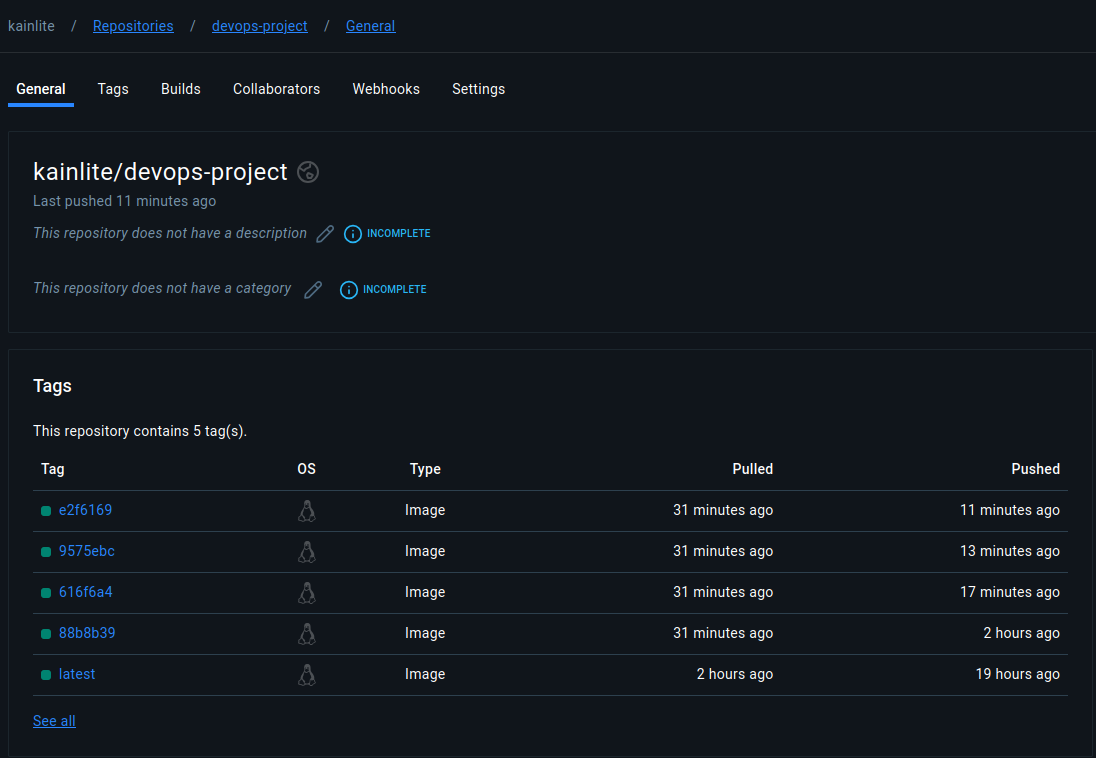 kainlite / Repositories / devops-project / General
General Tags Builds Collaborators Webhooks Settings
kainlite/devops-project
Last pushed 11 minutes ago
This repository does not have a description INCOMPLETE
This repository does not have a category INCOMPLETE
Tags
This repository contains 5 tag(s).
Tag OS Type Pulled Pushed
e2f6169 Image 31 minutes ago 11 minutes ago
9575ebc Image 31 minutes ago 13 minutes ago
616f6a4 Image 31 minutes ago 17 minutes ago
88b8b39 Image 31 minutes ago 2 hours ago
latest Image 2 hours ago 19 hours ago
See all